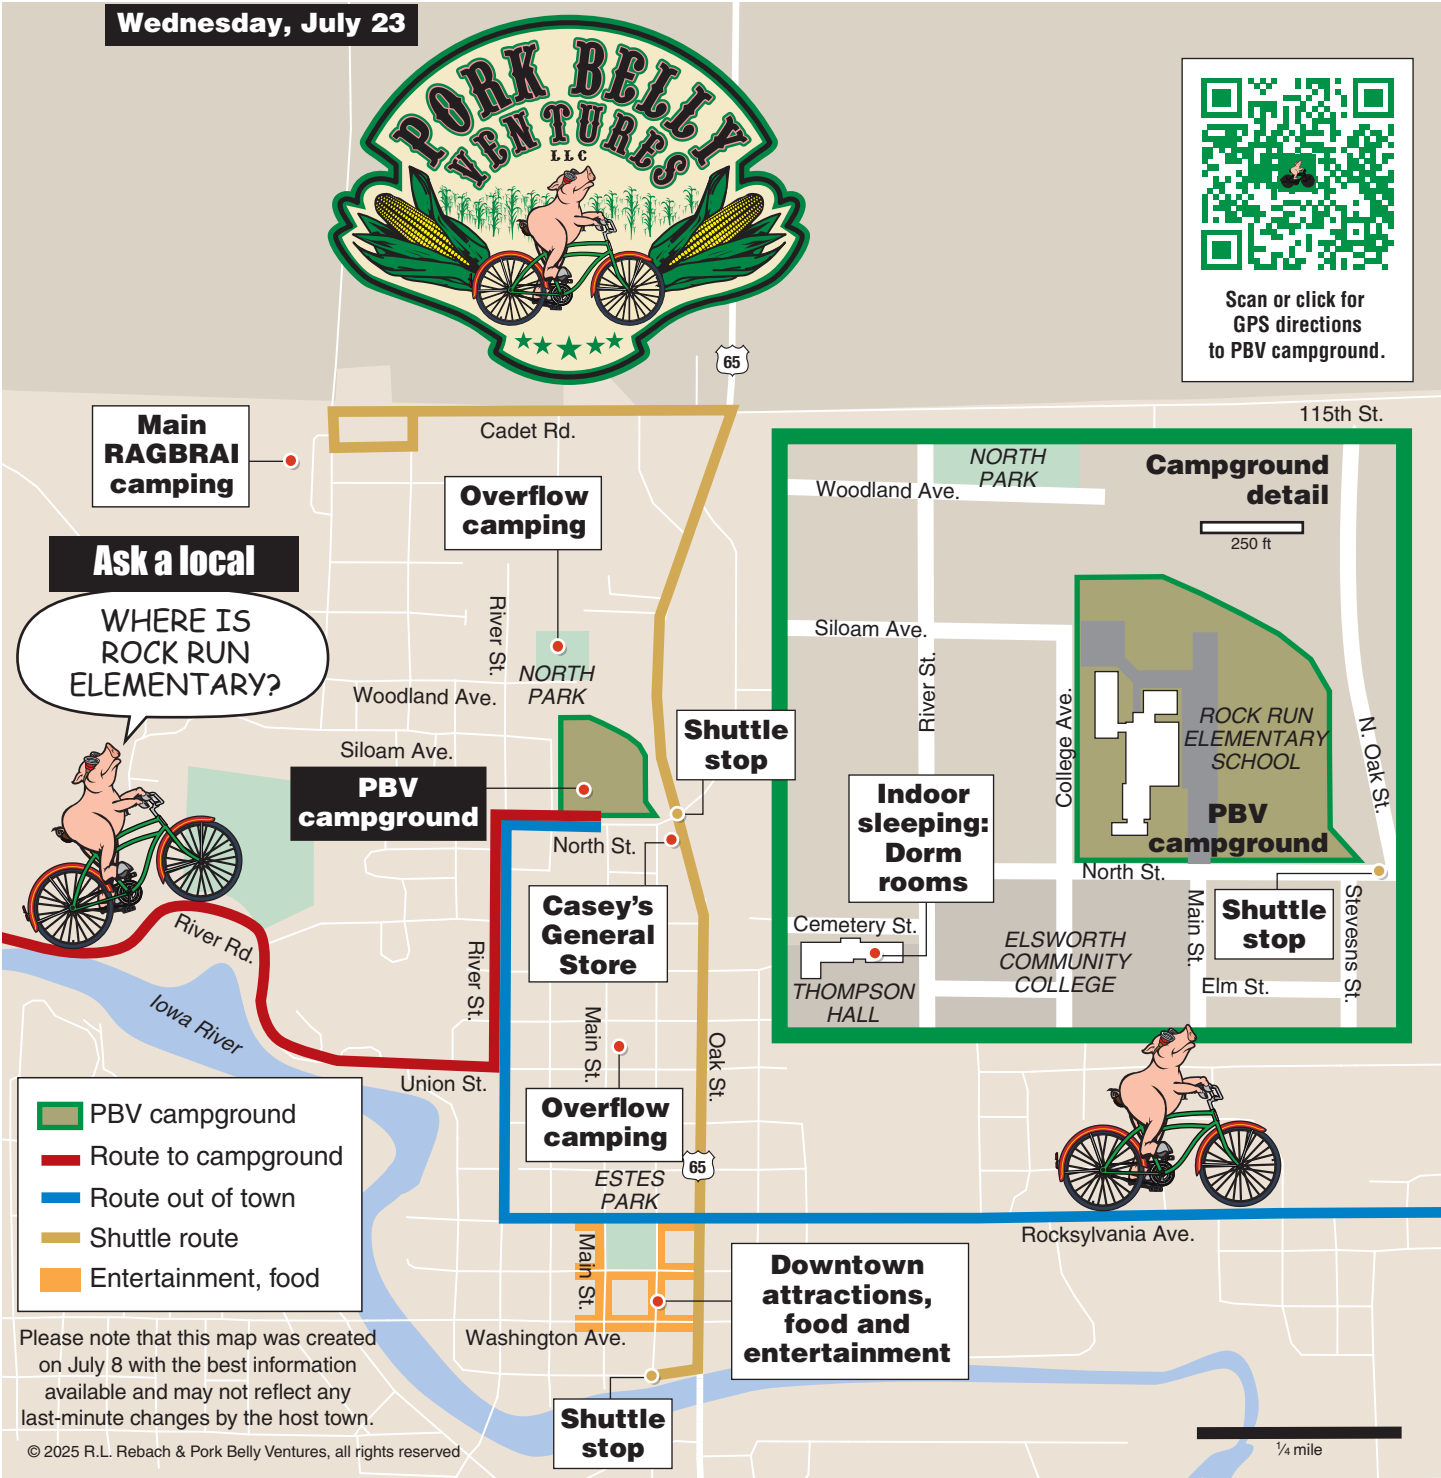 Wednesday, July 23
PORK BELLY
VENTURES
LLC
65
Scan or click for
GPS directions
to PBV campground.
115th St.
Main
RAGBRAI
camping
Cadet Rd.
Overflow
camping
Ask a local
WHERE IS
ROCK RUN
ELEMENTARY?
River St.
NORTH
PARK
Woodland Ave.
Siloam Ave.
PBV
campground
Shuttle
stop
North St.
Casey's
General
Store
River Rd.
River St.
Iowa River
Union St.
Main St.
Oak St.
Overflow
camping
65
ESTES
PARK
Campground
detail
250 ft
NORTH
PARK
Woodland Ave.
Siloam Ave.
River St.
College Ave.
N. Oak St.
ROCK RUN
ELEMENTARY
SCHOOL
PBV
campground
Indoor
sleeping:
Dorm
rooms
North St.
Shuttle
stop
Cemetery St.
THOMPSON
HALL
ELSWORTH
COMMUNITY
COLLEGE
Main St.
Elm St.
Stevesns St.
PBV campground
Route to campground
Route out of town
Shuttle route
Entertainment, food
Rocksylvania Ave.
Main St.
Downtown
attractions,
food and
entertainment
Washington Ave.
Shuttle
stop
Please note that this map was created
on July 8 with the best information
available and may not reflect any
last-minute changes by the host town.
© 2025 R.L. Rebach & Pork Belly Ventures, all rights reserved
¼ mile